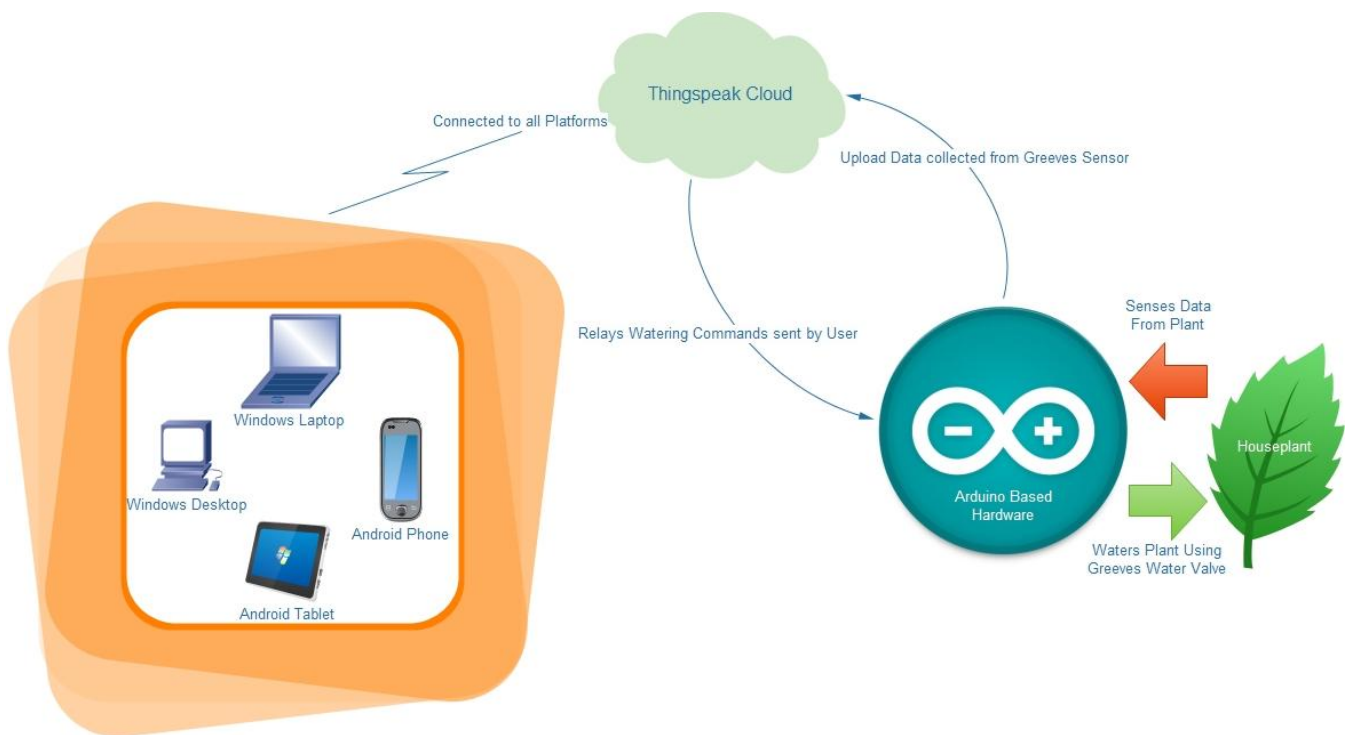 Thingspeak Cloud
Connected to all Platforms
Upload Data collected from Greeves Sensor
Relays Watering Commands sent by User
Senses Data
From Plant
Windows Laptop
Windows Desktop
Android Phone
Android Tablet
Arduino Based
Hardware
Houseplant
Waters Plant Using
Greeves Water Valve